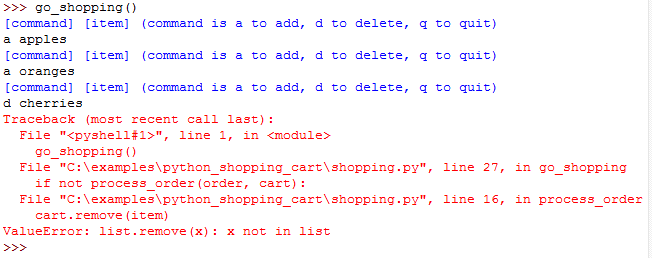 >>> go_shopping()
[command] [item] (command is a to add, d to delete, q to quit)
a apples
[command] [item] (command is a to add, d to delete, q to quit)
a oranges
[command] [item] (command is a to add, d to delete, q to quit)
d cherries
Traceback (most recent call last):
  File "<pyshell#1>", line 1, in <module>
    go_shopping()
  File "C:\examples\python_shopping_cart\shopping.py", line 27, in go_shopping
    if not process_order(order, cart):
  File "C:\examples\python_shopping_cart\shopping.py", line 16, in process_order
    cart.remove(item)
ValueError: list.remove(x): x not in list
>>>